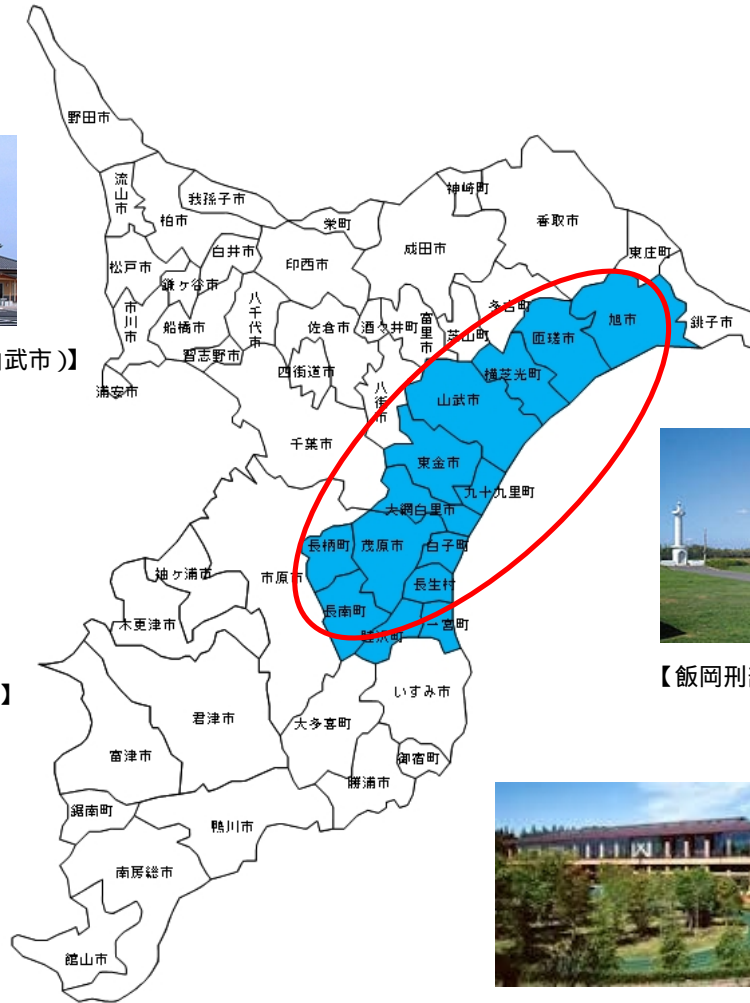 野田市
流山市
柏市
我孫子市
栄町
神崎町
香取市
成田市
東庄町
松戸市
白井市
印西市
鎌ヶ谷市
市川市
船橋市
八千代市
佐倉市
酒々井町
富里市
芝山町
多古町
匝瑳市
旭市
銚子市
習志野市
四街道市
武市)】
浦安市
八街市
横芝光町
山武市
千葉市
東金市
九十九里町
大網白里市
長柄町
茂原市
白子町
市原市
袖ヶ浦市
長生村
長南町
木更津市
睦沢町
一宮町
】
いすみ市
【飯岡刑部
君津市
大多喜町
富津市
御宿町
勝浦市
鋸南町
鴨川市
南房総市
館山市